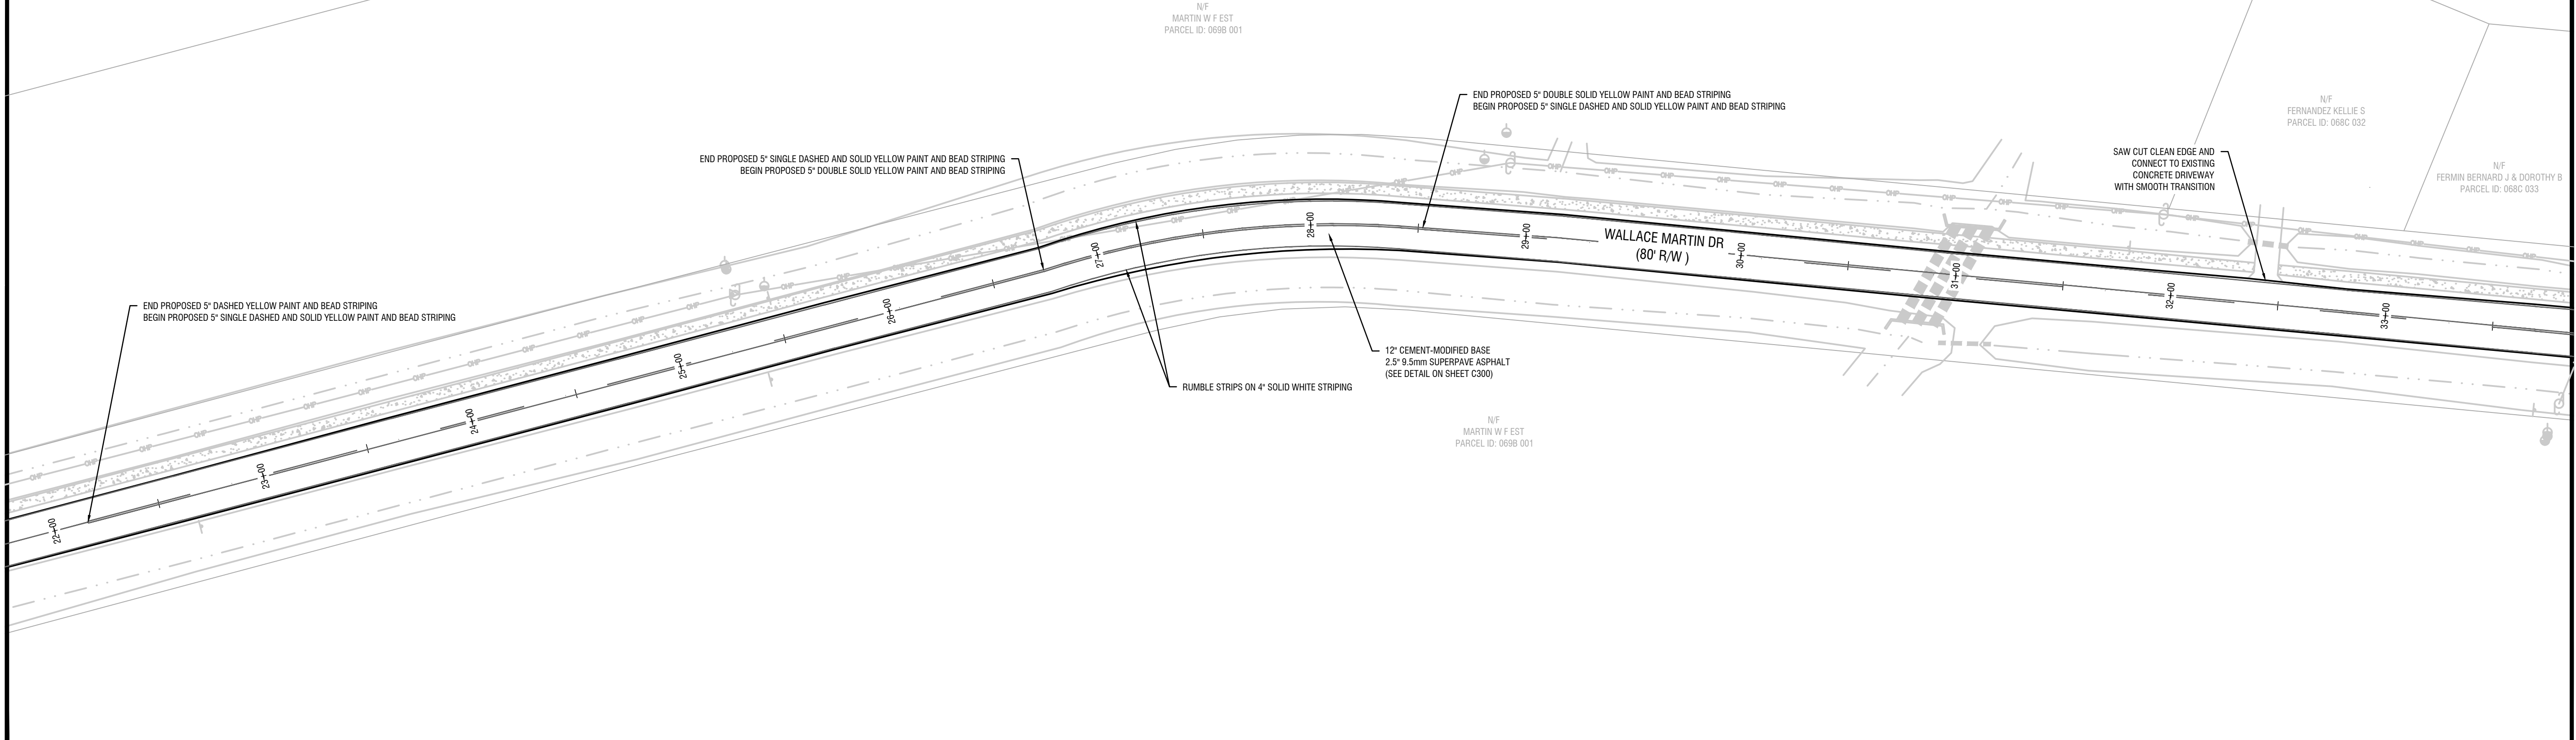 N/F
MARTIN W F EST
PARCEL ID: 069B 001
END PROPOSED 5" DOUBLE SOLID YELLOW PAINT AND BEAD STRIPING
BEGIN PROPOSED 5" SINGLE DASHED AND SOLID YELLOW PAINT AND BEAD STRIPING
N/F
FERNANDEZ KELLIE S
PARCEL ID: 068C 032
END PROPOSED 5" SINGLE DASHED AND SOLID YELLOW PAINT AND BEAD STRIPING
BEGIN PROPOSED 5" DOUBLE SOLID YELLOW PAINT AND BEAD STRIPING
SAW CUT CLEAN EDGE AND
CONNECT TO EXISTING
CONCRETE DRIVEWAY
WITH SMOOTH TRANSITION
N/F
FERMIN BERNARD J & DOROTHY B
PARCEL ID: 068C 033
WALLACE MARTIN DR
(80' R/W )
END PROPOSED 5" DASHED YELLOW PAINT AND BEAD STRIPING
BEGIN PROPOSED 5" SINGLE DASHED AND SOLID YELLOW PAINT AND BEAD STRIPING
22+00
23+00
24+00
25+00
26+00
27+00
28+00
29+00
30+00
31+00
32+00
33+00
12" CEMENT-MODIFIED BASE
2.5" 9.5mm SUPERPAVE ASPHALT
(SEE DETAIL ON SHEET C300)
RUMBLE STRIPS ON 4" SOLID WHITE STRIPING
N/F
MARTIN W F EST
PARCEL ID: 069B 001